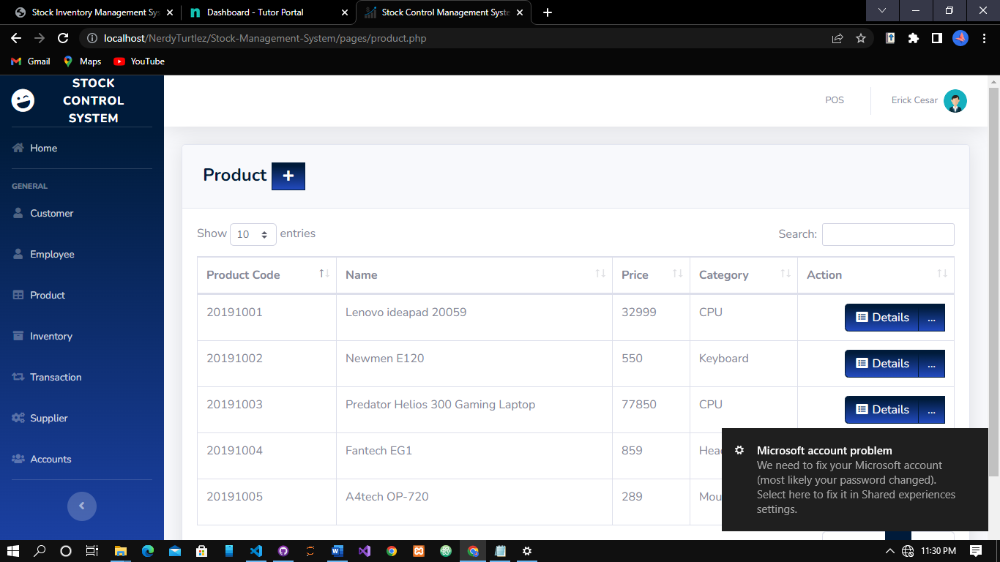 Stock Inventory Management Sy
Dashboard - Tutor Portal
Stock Control Management Syste
localhost/NerdyTurtlez/Stock-Management-System/pages/product.php
Gmail
Maps
YouTube
STOCK
CONTROL
SYSTEM
POS
Erick Cesar
Home
GENERAL
Customer
Employee
Product
Inventory
Transaction
Supplier
Accounts
Product +
Show 10 entries
Search:
Product Code Name Price Category Action
20191001 Lenovo ideapad 20059 32999 CPU Details ...
20191002 Newmen E120 550 Keyboard Details ...
20191003 Predator Helios 300 Gaming Laptop 77850 CPU Details ...
20191004 Fantech EG1 859 Hea
20191005 A4tech OP-720 289 Mou
Microsoft account problem
We need to fix your Microsoft account
(most likely your password changed).
Select here to fix it in Shared experiences
settings.
11:30 PM